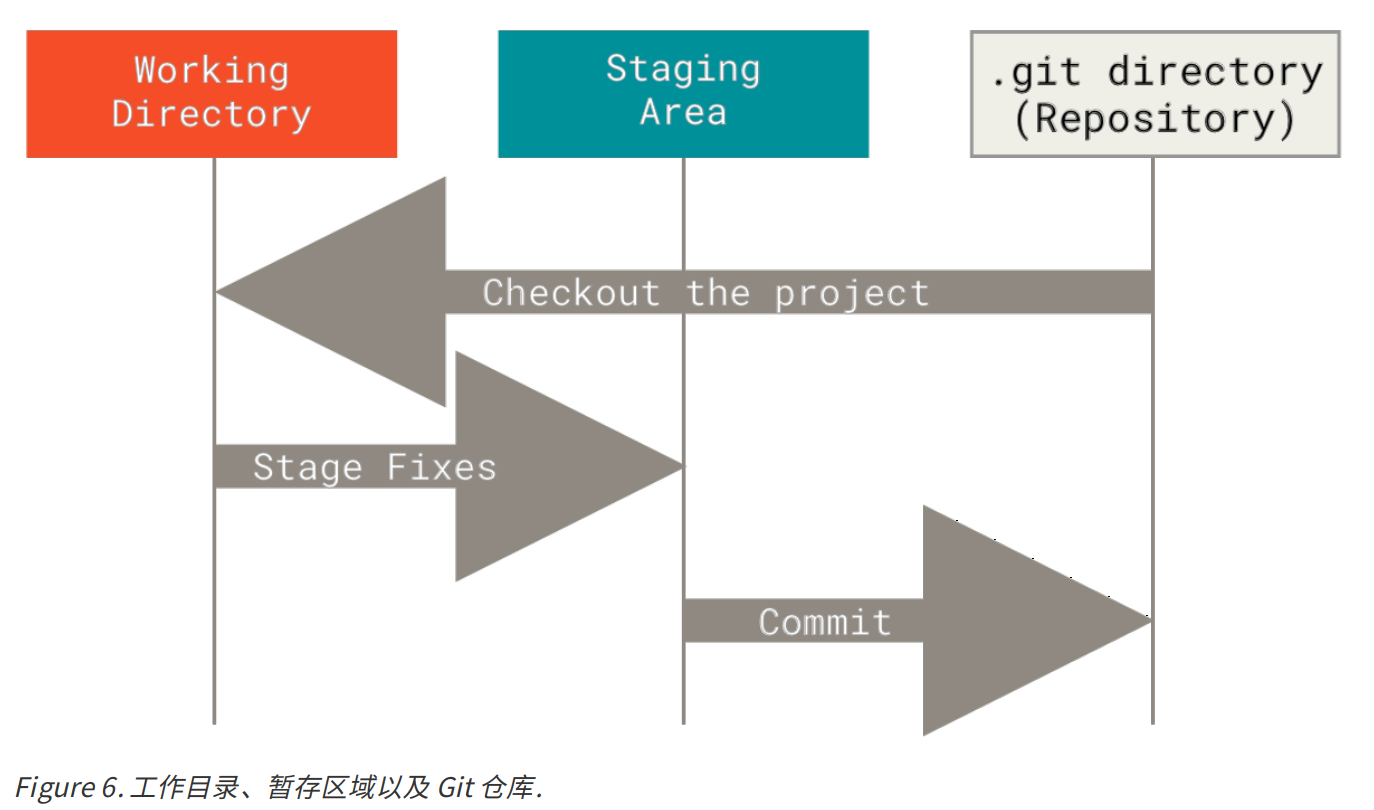 Working
Directory
Staging
Area
.git directory
(Repository)
Checkout the project
Stage Fixes
Commit
Figure 6. 工作目录、暂存区域以及 Git 仓库.